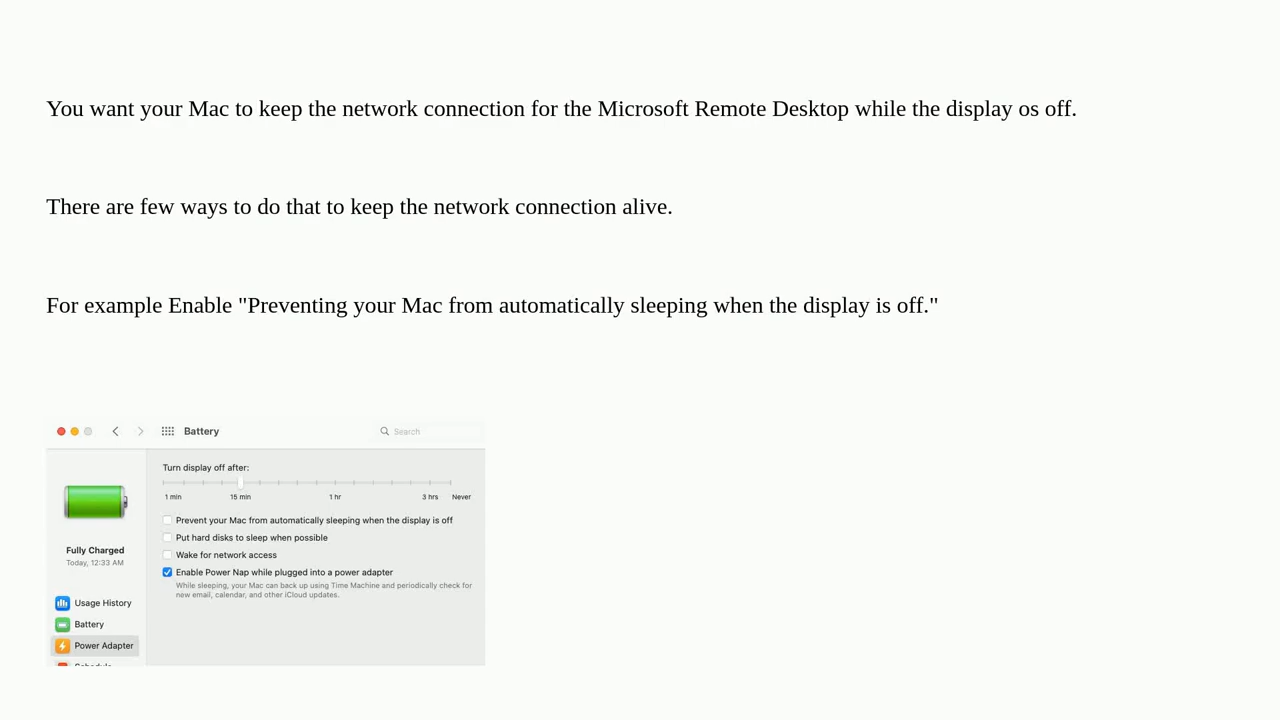 You want your Mac to keep the network connection for the Microsoft Remote Desktop while the display os off.
There are few ways to do that to keep the network connection alive.
For example Enable "Preventing your Mac from automatically sleeping when the display is off."
Battery
Search
Turn display off after:
1 min 15 min 1 hr 3 hrs Never
Prevent your Mac from automatically sleeping when the display is off
Put hard disks to sleep when possible
Wake for network access
Enable Power Nap while plugged into a power adapter
While sleeping, your Mac can back up using Time Machine and periodically check for
new email, calendar, and other iCloud updates.
Fully Charged
Today, 12:33 AM
Usage History
Battery
Power Adapter